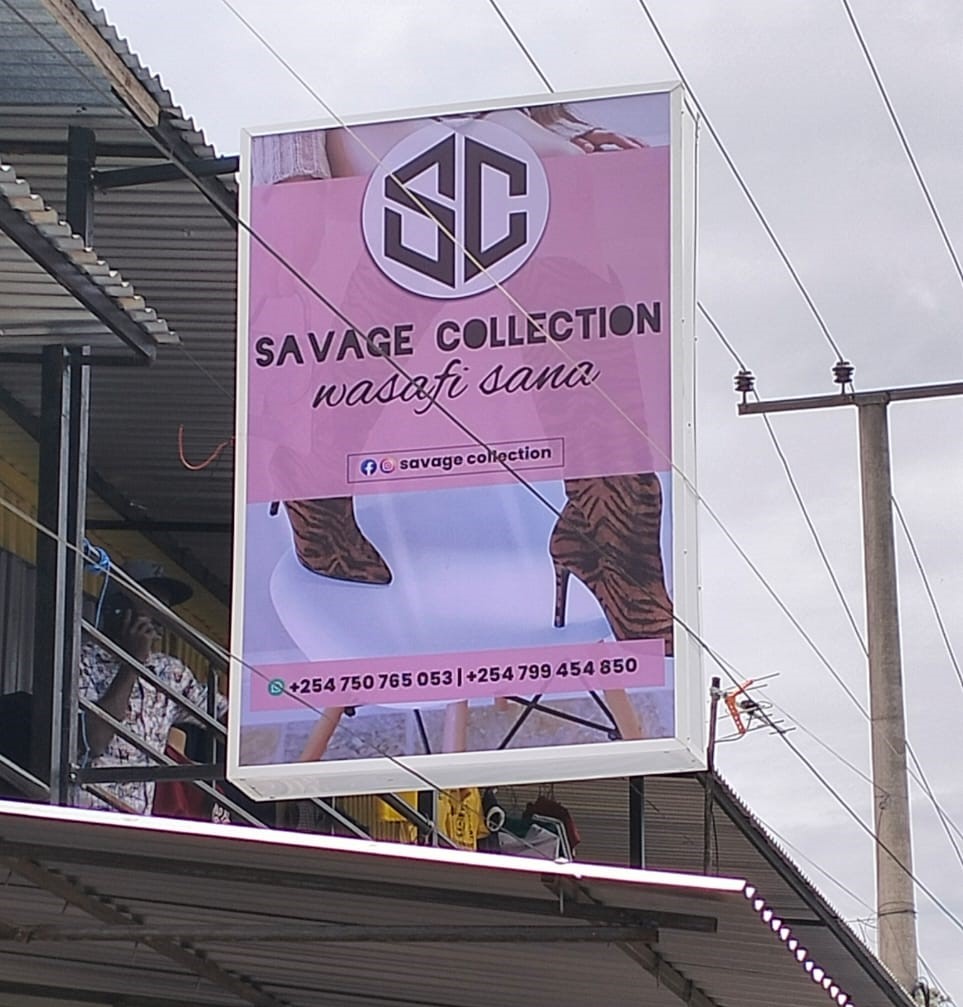 SC
SAVAGE COLLECTION
wasafi sana
savage collection
+254 750 765 053 | +254 799 454 850